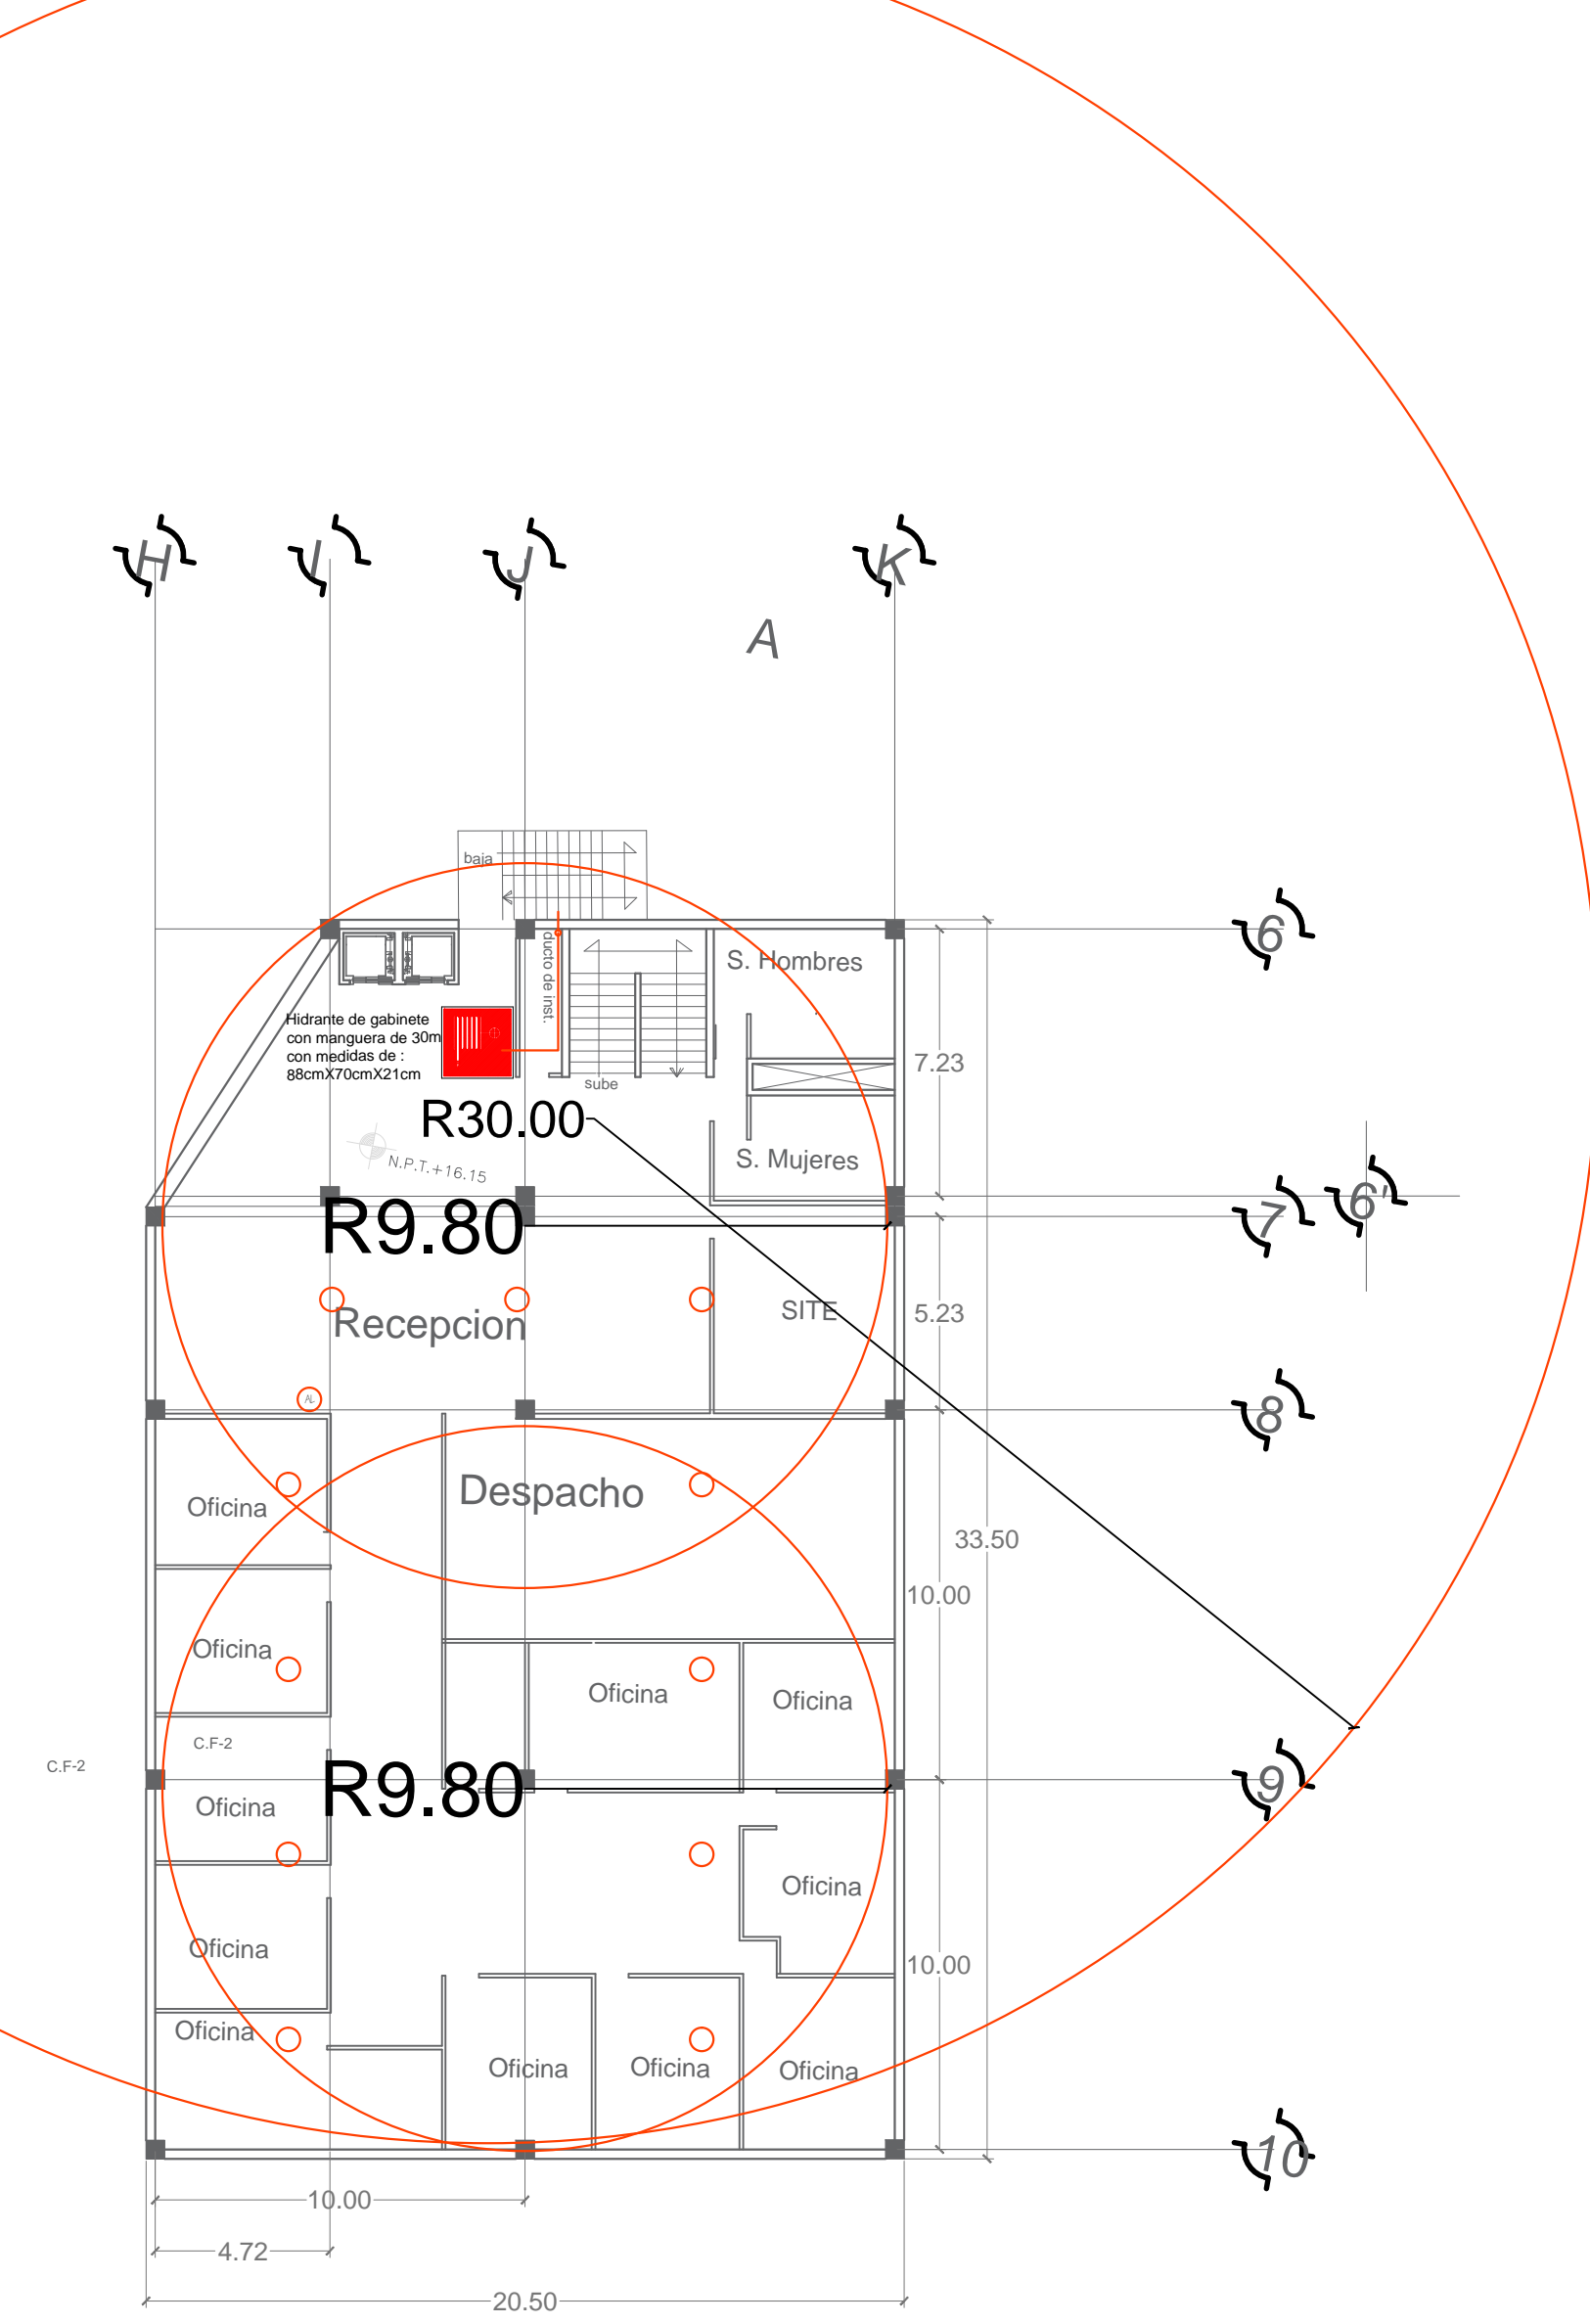 H
I
J
K
A
baja
6
ducto de inst.
S. Hombres
Hidrante de gabinete
con manguera de 30m
con medidas de :
88cmX70cmX21cm
7.23
sube
R30.00
N.P.T.+16.15
S. Mujeres
R9.80
7
6'
Recepcion
SITE
5.23
AL
8
Despacho
Oficina
33.50
10.00
Oficina
Oficina
Oficina
C.F-2
C.F-2
R9.80
9
Oficina
Oficina
Oficina
10.00
Oficina
Oficina
Oficina
Oficina
10
10.00
4.72
20.50